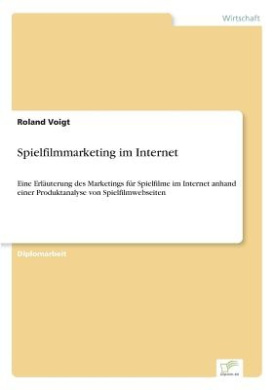 Wirtschaft
Roland Voigt
Spielfilmmarketing im Internet
Eine Erläuterung des Marketings für Spielfilme im Internet anhand
einer Produktanalyse von Spielfilmwebseiten
Diplomarbeit